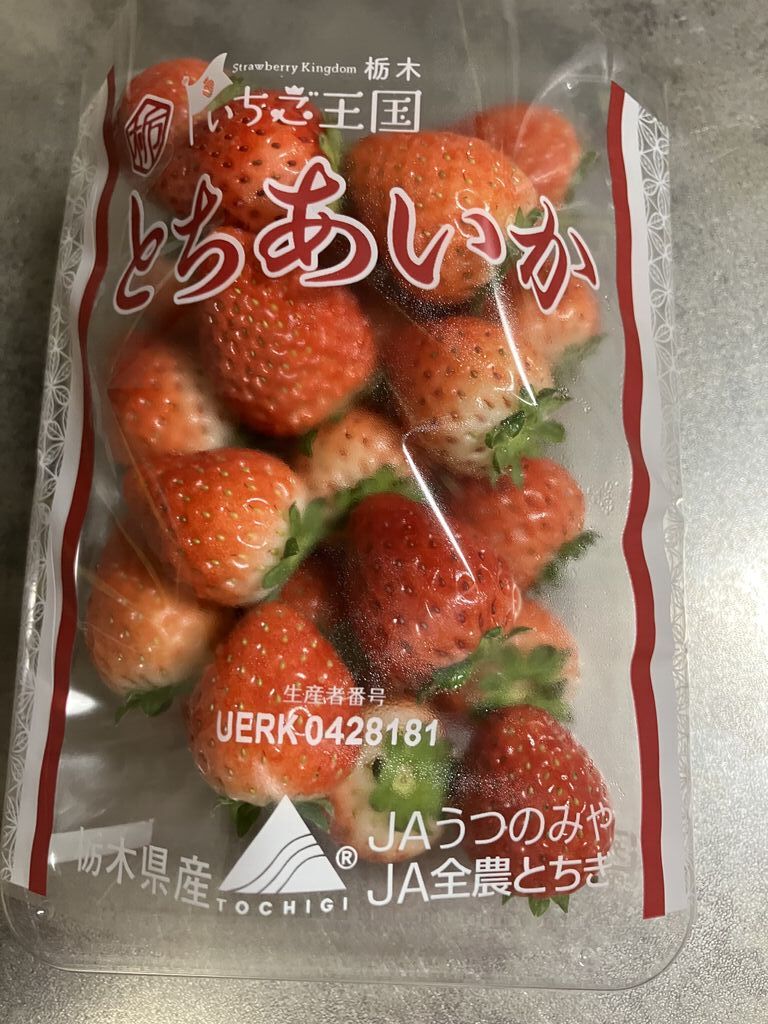 Strawberry Kingdom 栃木
いちご王国
栃
とちあいか
生産者番号
UERK 0428181
栃木県産
TOCHIGI
®
JAうつのみや
JA全農とちぎ